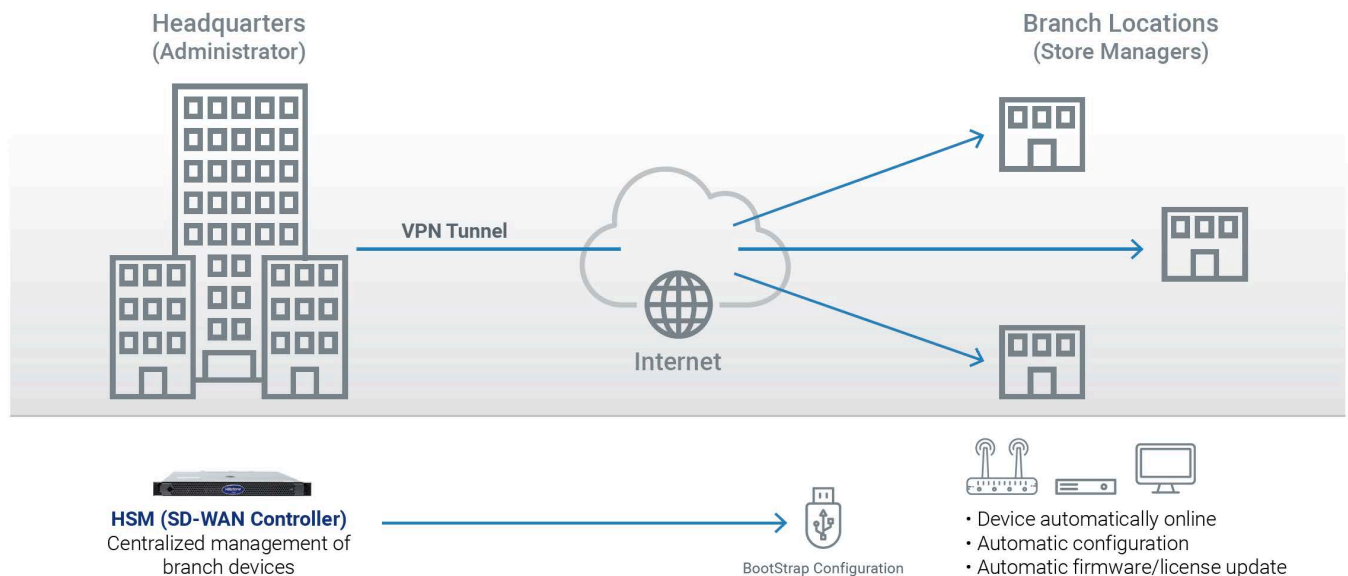 Headquarters
(Administrator)
Branch Locations
(Store Managers)
VPN Tunnel
Internet
Hillstone
HSM (SD-WAN Controller)
Centralized management of
branch devices
BootStrap Configuration
• Device automatically online
• Automatic configuration
• Automatic firmware/license update